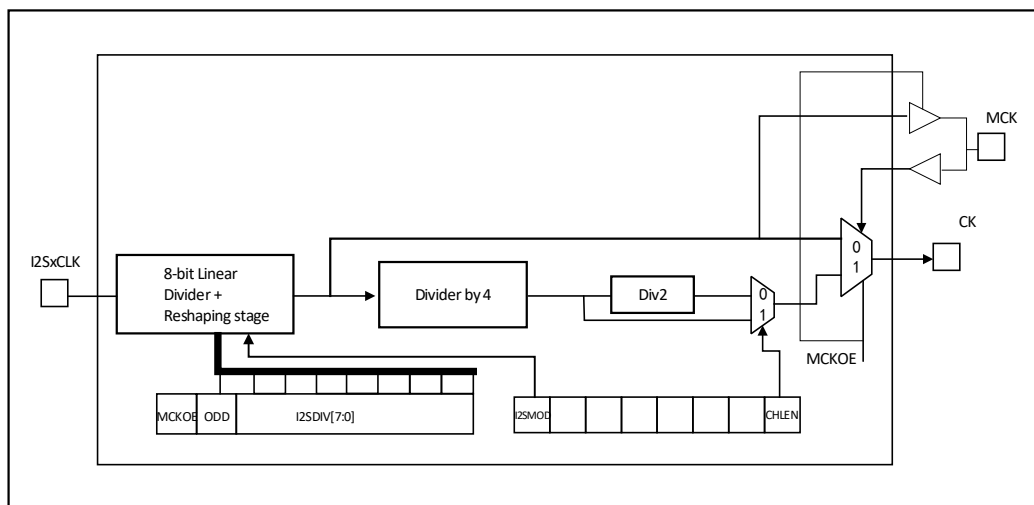 MCK
CK
I2SxCLK
8-bit Linear
Divider +
Reshaping stage
Divider by 4
Div2
0
1
0
1
MCKOE
MCKOE
ODD
I2SDIV[7:0]
I2SMOD
CHLEN